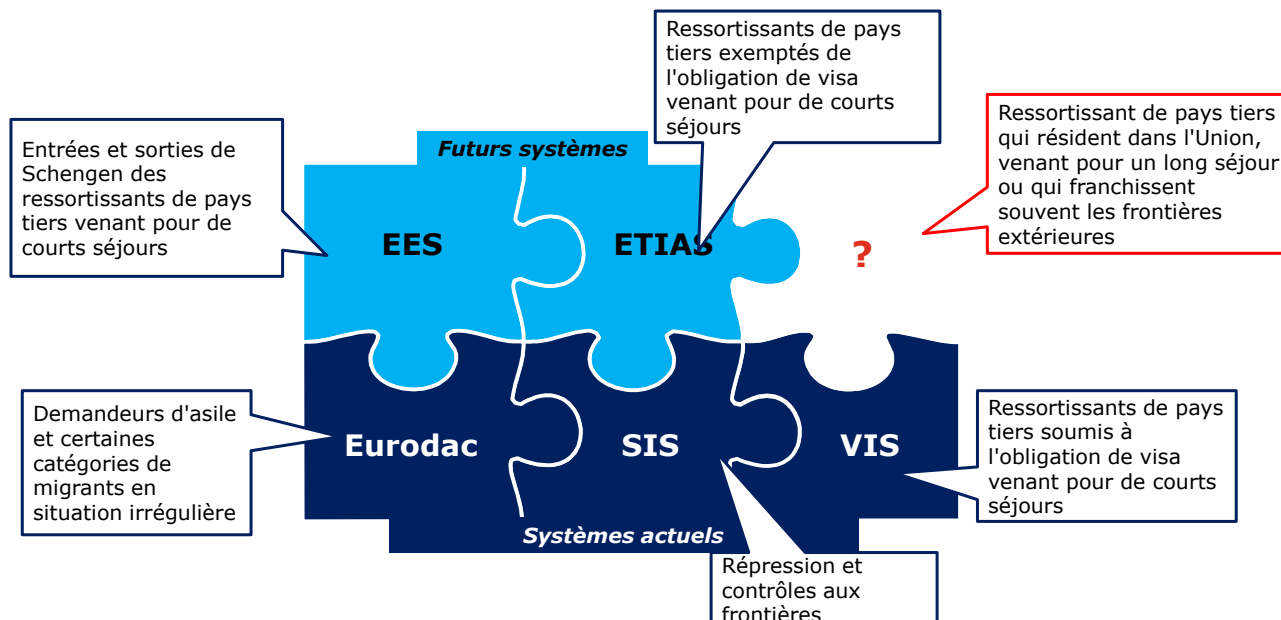 Ressortissants de pays
tiers exemptés de
l'obligation de visa
venant pour de courts
séjours
Entrées et sorties de
Schengen des
ressortissants de pays
tiers venant pour de
courts séjours
Futurs systèmes
Ressortissant de pays tiers
qui résident dans l'Union,
venant pour un long séjour
ou qui franchissent
souvent les frontières
extérieures
EES
ETIAS
?
Demandeurs d'asile
et certaines
catégories de
migrants en
situation irrégulière
Eurodac
SIS
VIS
Ressortissants de pays
tiers soumis à
l'obligation de visa
venant pour de courts
séjours
Systèmes actuels
Répression et
contrôles aux
frontières